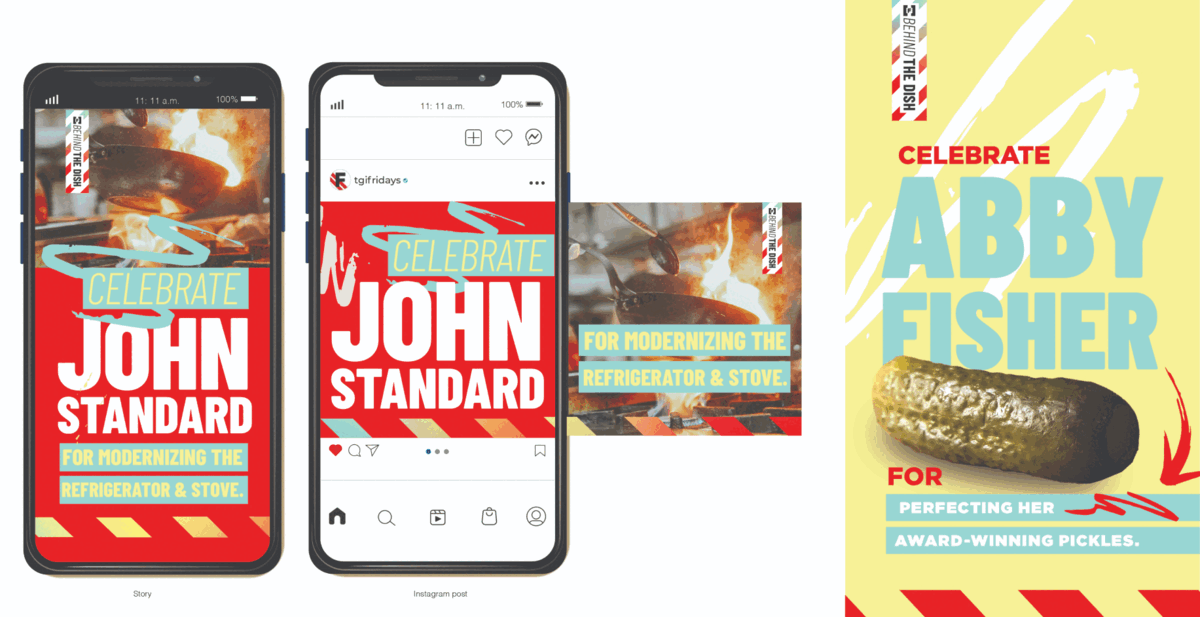 11: 11 a.m.
100%
BEHIND THE DISH
CELEBRATE
JOHN
STANDARD
FOR MODERNIZING THE
REFRIGERATOR & STOVE.
Story
11: 11 a.m.
100%
tgifridays
CELEBRATE
JOHN
STANDARD
Instagram post
BEHIND THE DISH
FOR MODERNIZING THE
REFRIGERATOR & STOVE.
BEHIND THE DISH
CELEBRATE
ABBY
FISHER
FOR
PERFECTING HER
AWARD-WINNING PICKLES.